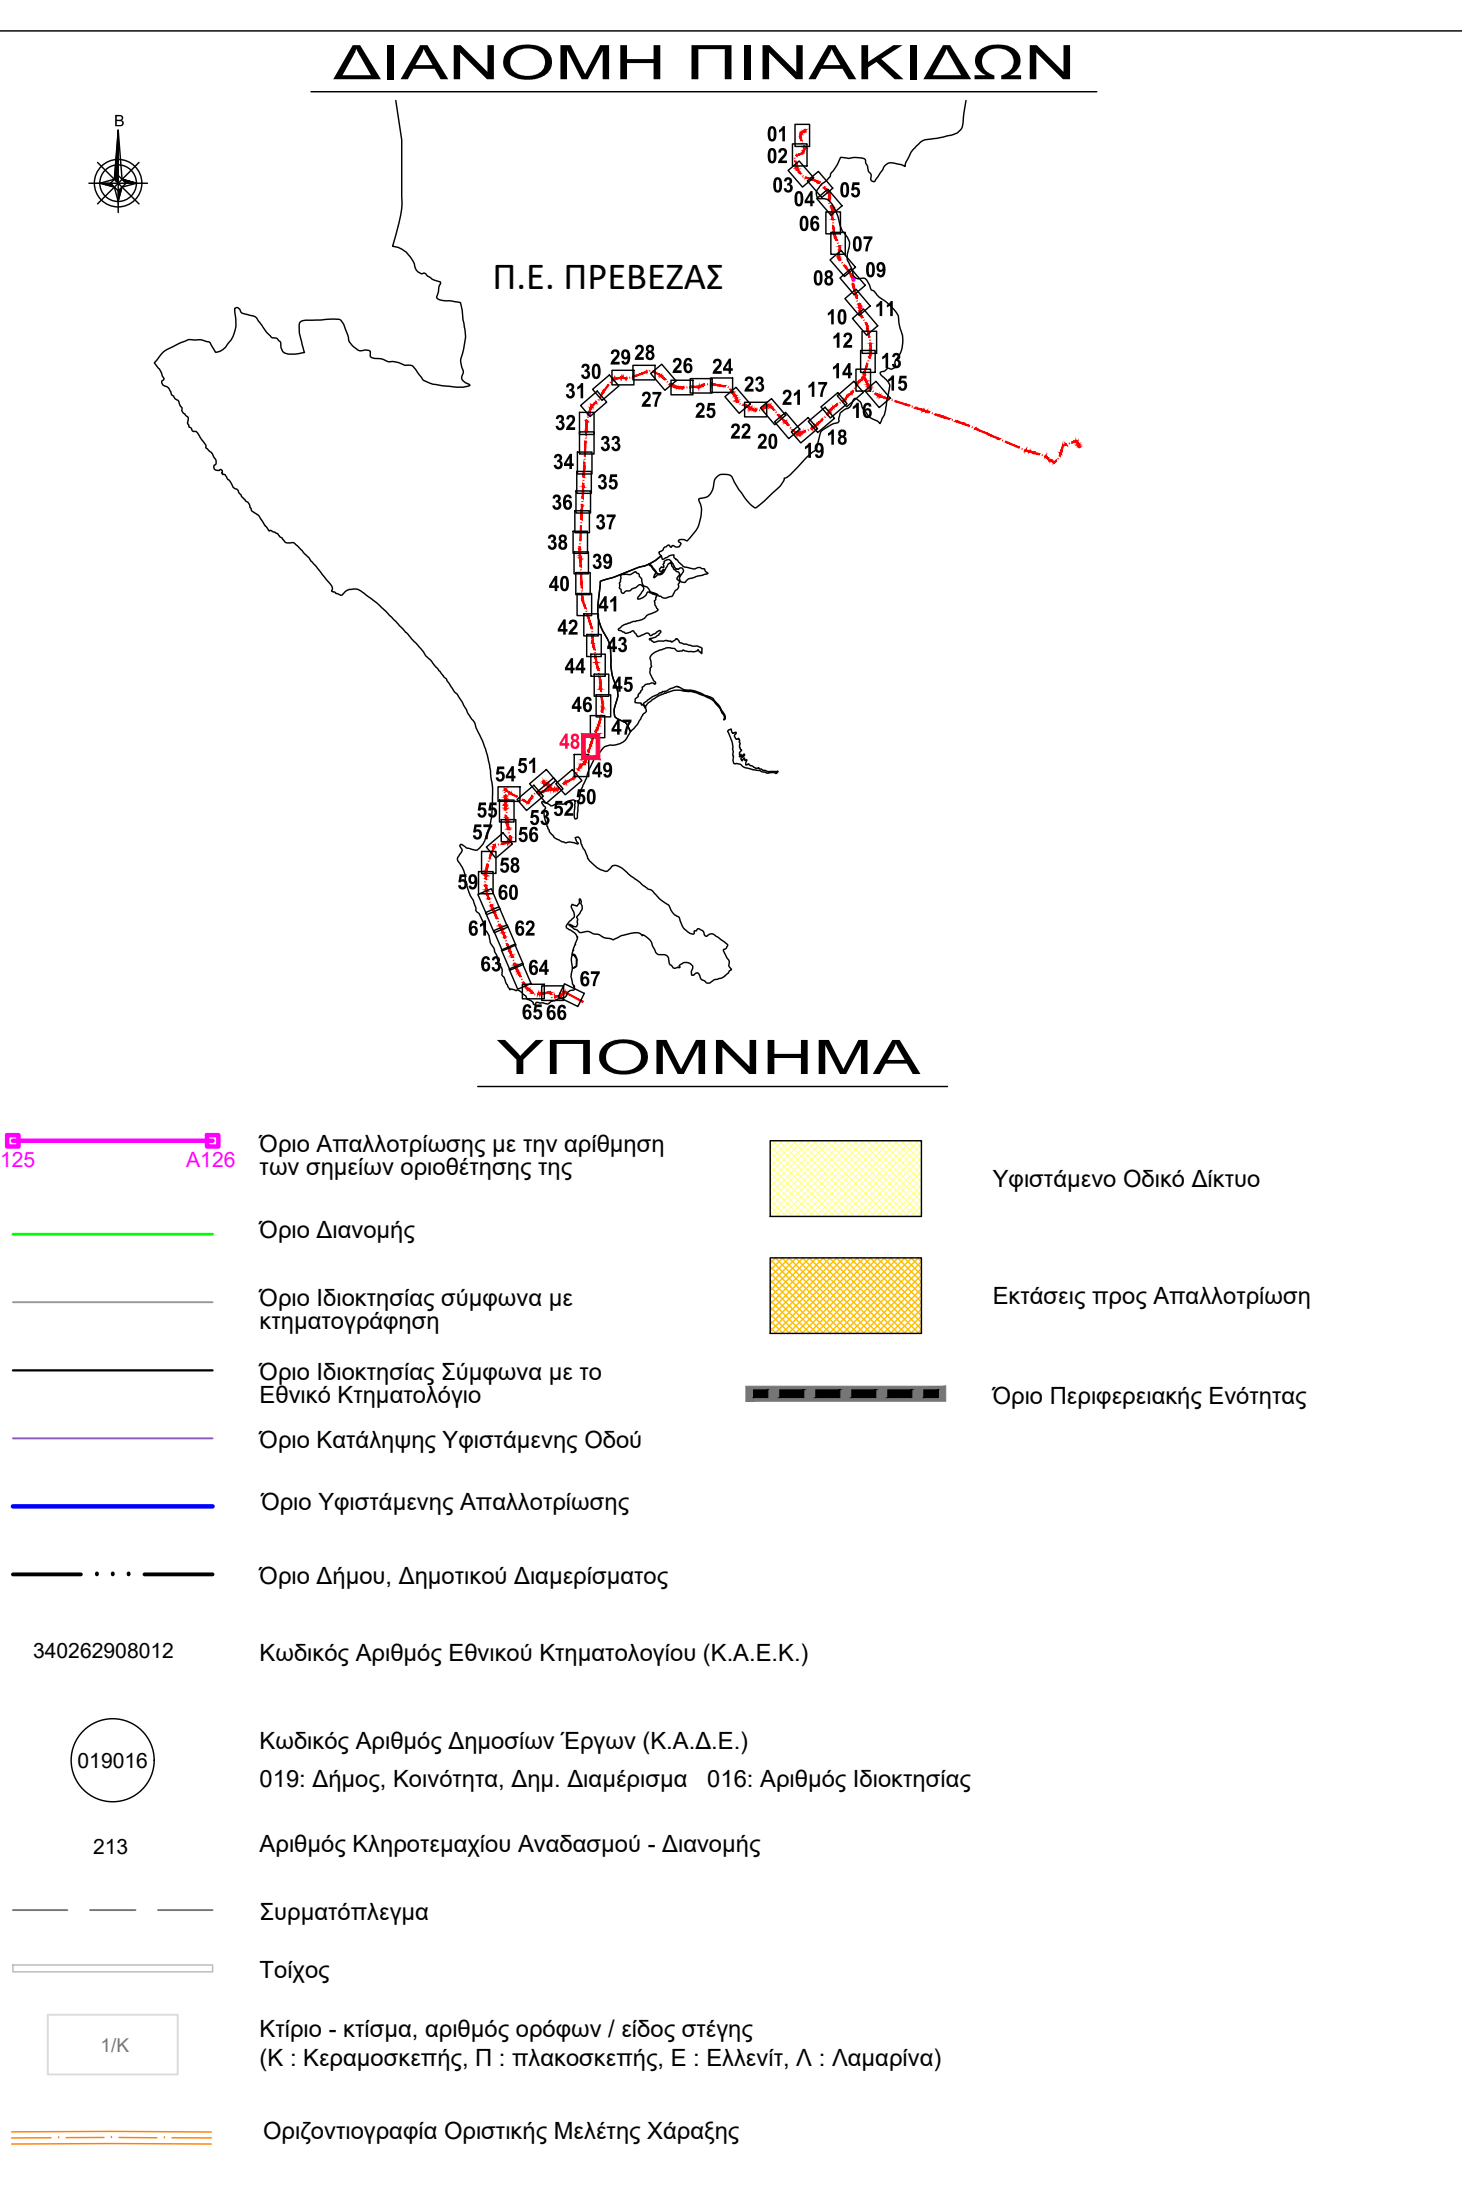 ΔΙΑΝΟΜΗ ΠΙΝΑΚΙΔΩΝ
Β
Π.Ε. ΠΡΕΒΕΖΑΣ
01
02
03
04
05
06
07
08
09
10
11
12
13
14
15
16
17
18
19
20
21
22
23
24
25
26
27
28
29
30
31
32
33
34
35
36
37
38
39
40
41
42
43
44
45
46
47
48
49
50
51
52
53
54
55
56
57
58
59
60
61
62
63
64
65
66
67
ΥΠΟΜΝΗΜΑ
125 A126
Όριο Απαλλοτρίωσης με την αρίθμηση
των σημείων οριοθέτησης της
Όριο Διανομής
Όριο Ιδιοκτησίας σύμφωνα με
κτηματογράφηση
Όριο Ιδιοκτησίας Σύμφωνα με το
Εθνικό Κτηματολόγιο
Όριο Κατάληψης Υφιστάμενης Οδού
Όριο Υφιστάμενης Απαλλοτρίωσης
Όριο Δήμου, Δημοτικού Διαμερίσματος
340262908012 Κωδικός Αριθμός Εθνικού Κτηματολογίου (Κ.Α.Ε.Κ.)
019016
Κωδικός Αριθμός Δημοσίων Έργων (Κ.Α.Δ.Ε.)
019: Δήμος, Κοινότητα, Δημ. Διαμέρισμα 016: Αριθμός Ιδιοκτησίας
213 Αριθμός Κληροτεμαχίου Αναδασμού - Διανομής
Συρματόπλεγμα
Τοίχος
1/Κ
Κτίριο - κτίσμα, αριθμός ορόφων / είδος στέγης
(Κ : Κεραμοσκεπής, Π : πλακοσκεπής, Ε : Ελλενίτ, Λ : Λαμαρίνα)
Οριζοντιογραφία Οριστικής Μελέτης Χάραξης
Υφιστάμενο Οδικό Δίκτυο
Εκτάσεις προς Απαλλοτρίωση
Όριο Περιφερειακής Ενότητας